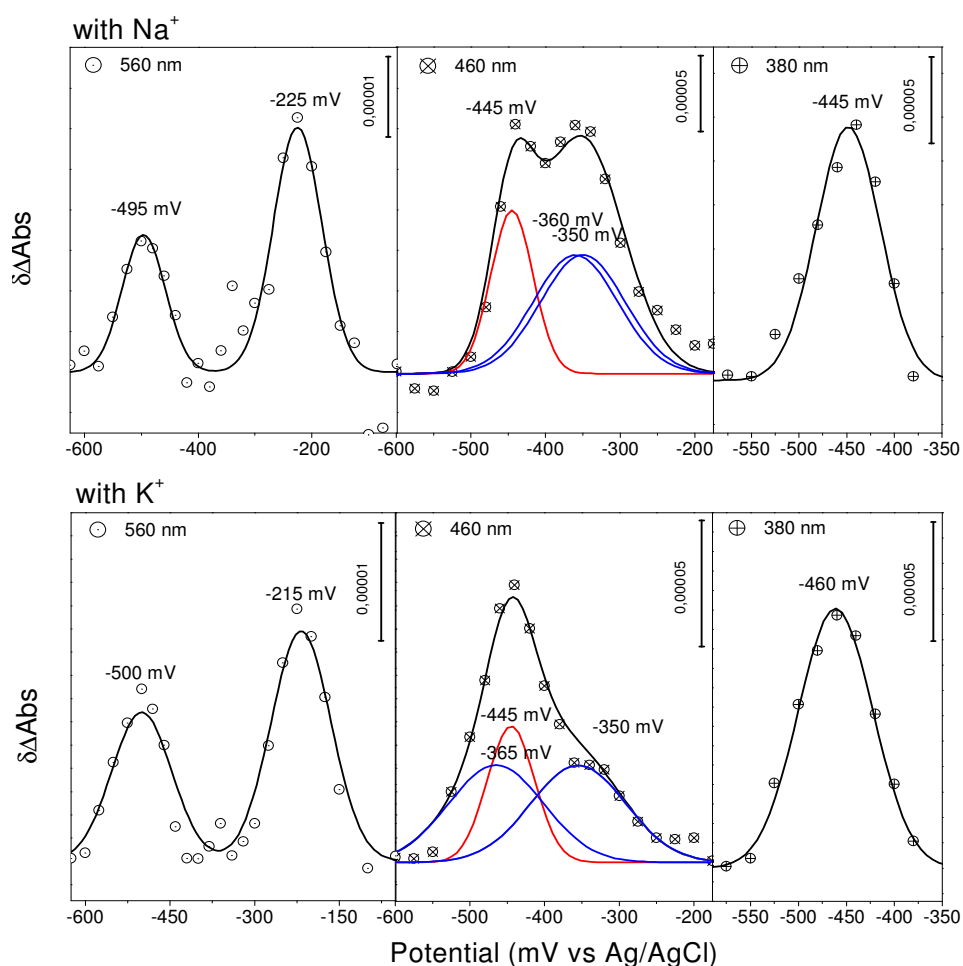 with Na⁺
560 nm
-225 mV
-495 mV
0,00001
460 nm
-445 mV
-360 mV
-350 mV
0,00005
380 nm
-445 mV
0,00005
δΔAbs
-600 -400 -200
-600 -500 -400 -300 -200
-550 -500 -450 -400 -350
with K⁺
560 nm
-215 mV
-500 mV
0,00001
460 nm
-445 mV
-365 mV
-350 mV
0,00005
380 nm
-460 mV
0,00005
δΔAbs
-600 -450 -300 -150
-600 -500 -400 -300 -200
-550 -500 -450 -400 -350
Potential (mV vs Ag/AgCl)